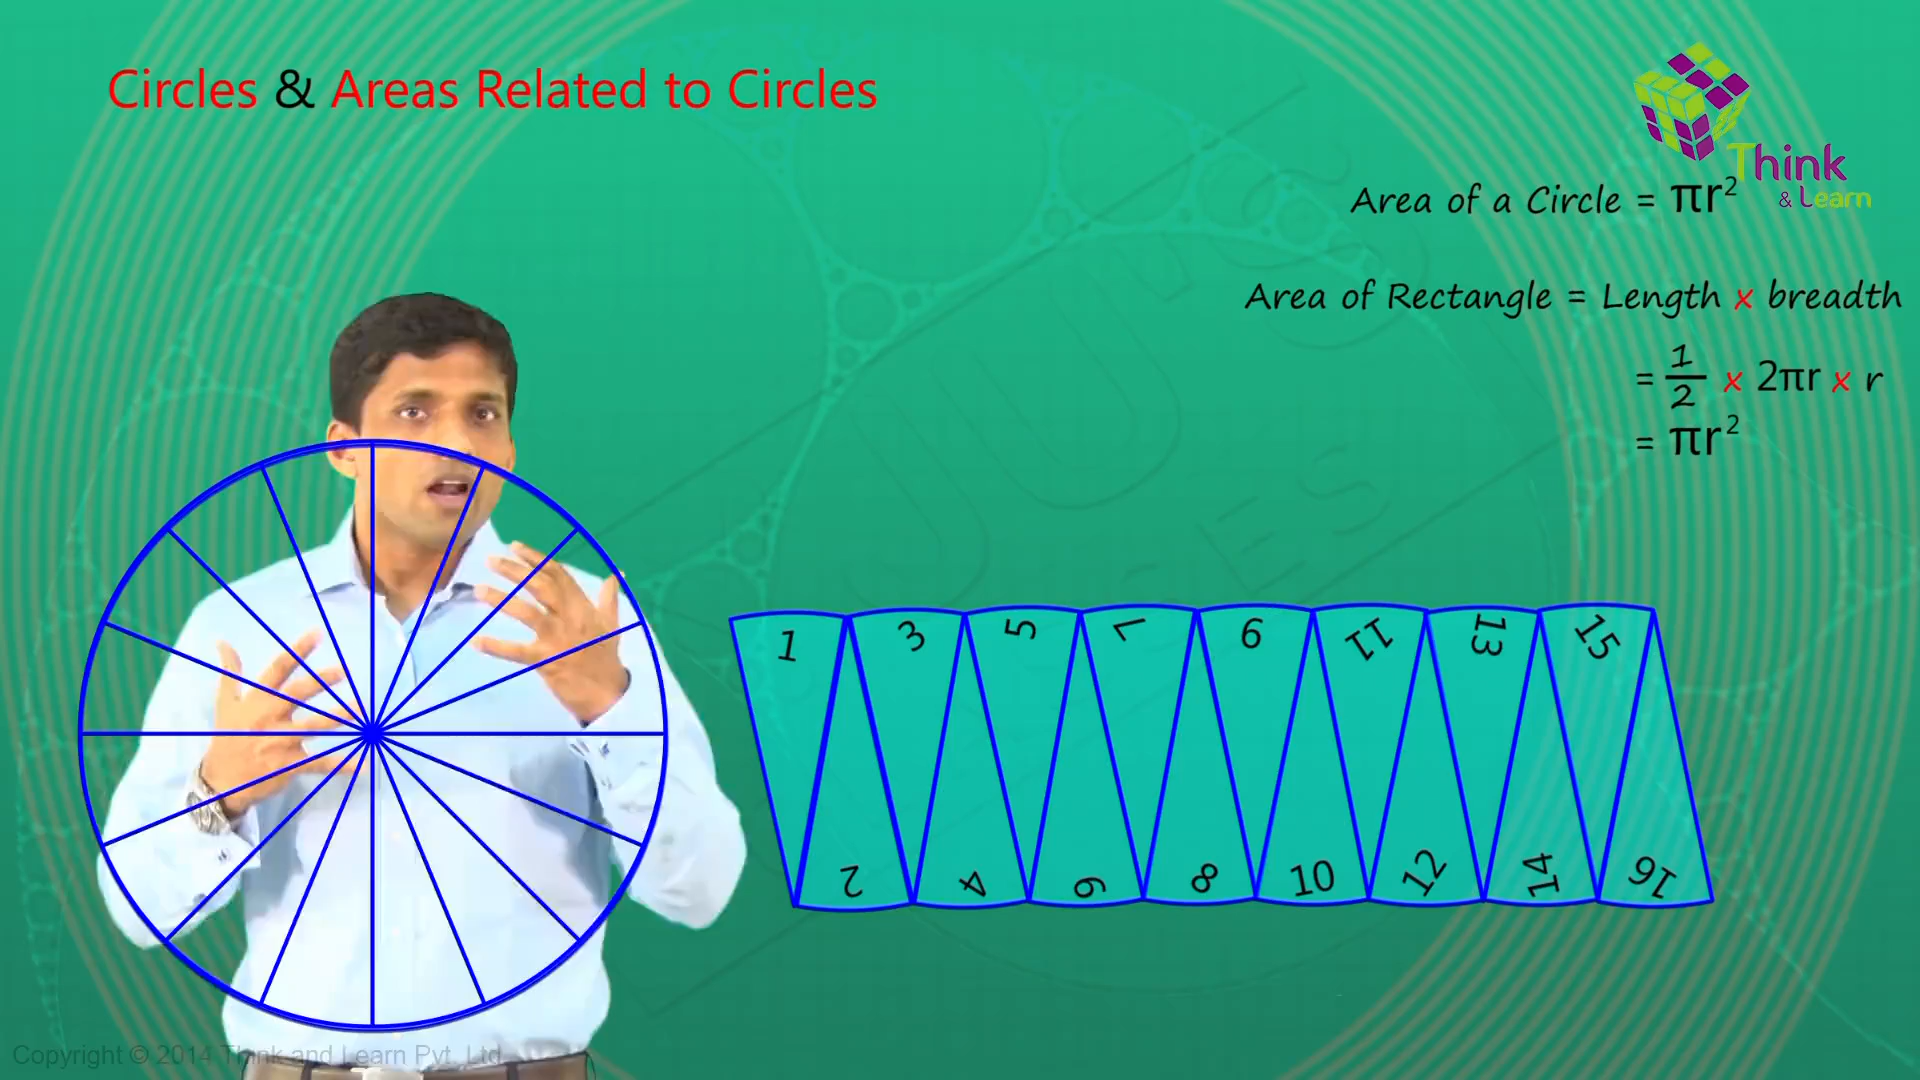 Circles & Areas Related to Circles
Think
& Learn
Area of a Circle = πr²
Area of Rectangle = Length x breadth
= 1/2 x 2πr x r
= πr²
1 3 5 7 9 11 13 15
2 4 6 8 10 12 14 16
Copyright © 2014 Think and Learn Pvt. Ltd.